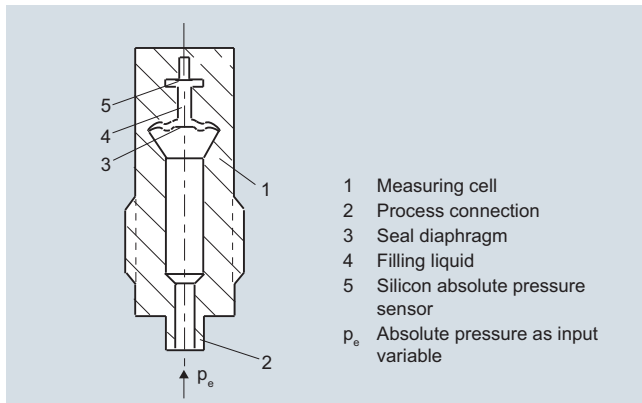 5
4
3
1
2
pₑ
1 Measuring cell
2 Process connection
3 Seal diaphragm
4 Filling liquid
5 Silicon absolute pressure
sensor
pₑ Absolute pressure as input
variable